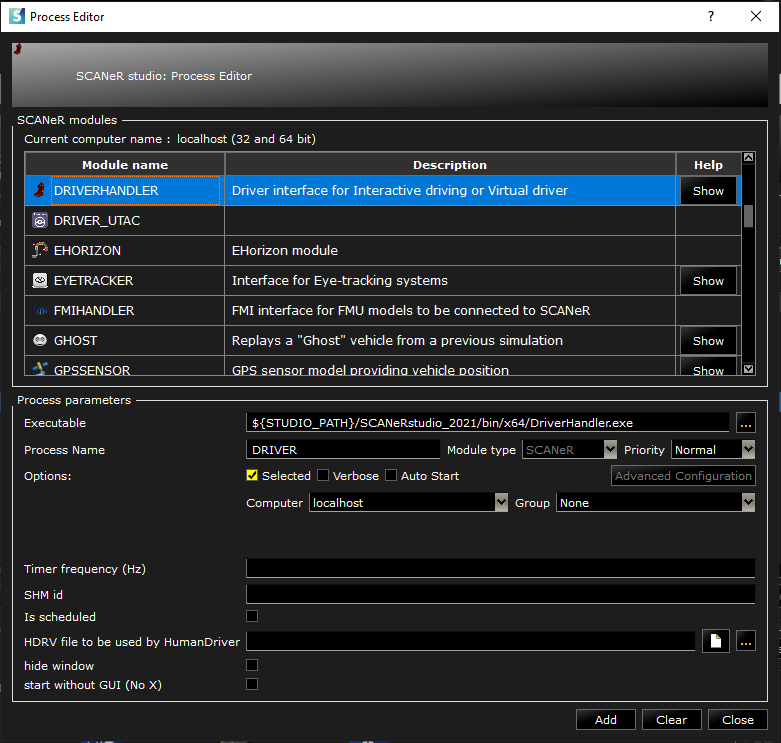 Process Editor
SCANeR studio: Process Editor
SCANeR modules
Current computer name : localhost (32 and 64 bit)
Module name Description Help
DRIVERHANDLER Driver interface for Interactive driving or Virtual driver Show
DRIVER_UTAC
EHORIZON EHorizon module
EYETRACKER Interface for Eye-tracking systems Show
FMIHANDLER FMI interface for FMU models to be connected to SCANeR
GHOST Replays a "Ghost" vehicle from a previous simulation Show
GPSSENSOR GPS sensor model providing vehicle position Show
Process parameters
Executable ${STUDIO_PATH}/SCANeRstudio_2021/bin/x64/DriverHandler.exe ...
Process Name DRIVER Module type SCANeR Priority Normal
Options: Selected Verbose Auto Start Advanced Configuration
Computer localhost Group None
Timer frequency (Hz)
SHM id
Is scheduled
HDRV file to be used by HumanDriver ...
hide window
start without GUI (No X)
Add Clear Close